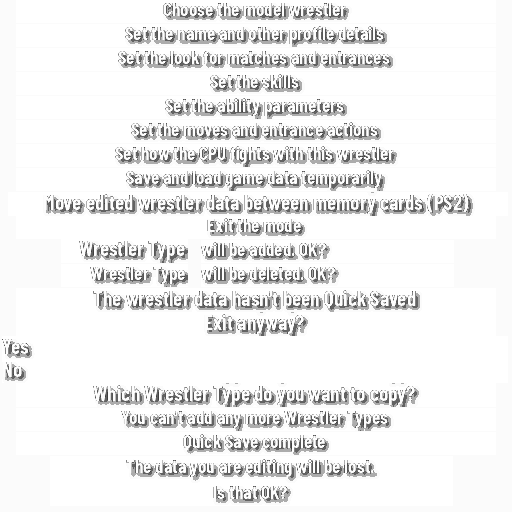 Choose the model wrestler
Set the name and other profile details
Set the look for matches and entrances
Set the skills
Set the ability parameters
Set the moves and entrance actions
Set how the CPU fights with this wrestler
Save and load game data temporarily
Move edited wrestler data between memory cards (PS2)
Exit the mode
Wrestler Type will be added. OK?
Wrestler Type will be deleted. OK?
The wrestler data hasn't been Quick Saved
Exit anyway?
Yes
No
Which Wrestler Type do you want to copy?
You can't add any more Wrestler Types
Quick Save complete
The data you are editing will be lost.
Is that OK?